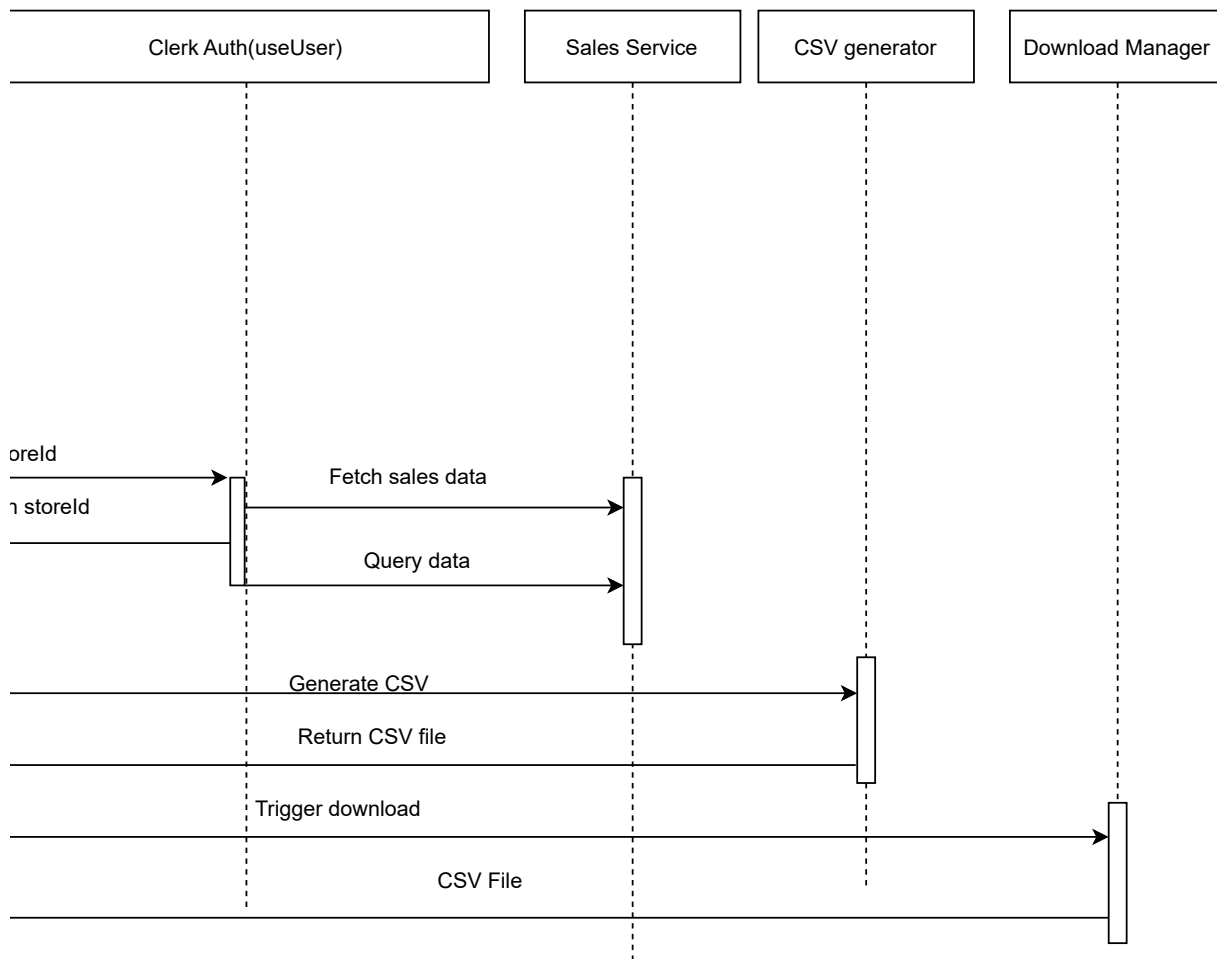 Clerk Auth(useUser)
Sales Service
CSV generator
Download Manager
oreId
Fetch sales data
n storeId
Query data
Generate CSV
Return CSV file
Trigger download
CSV File